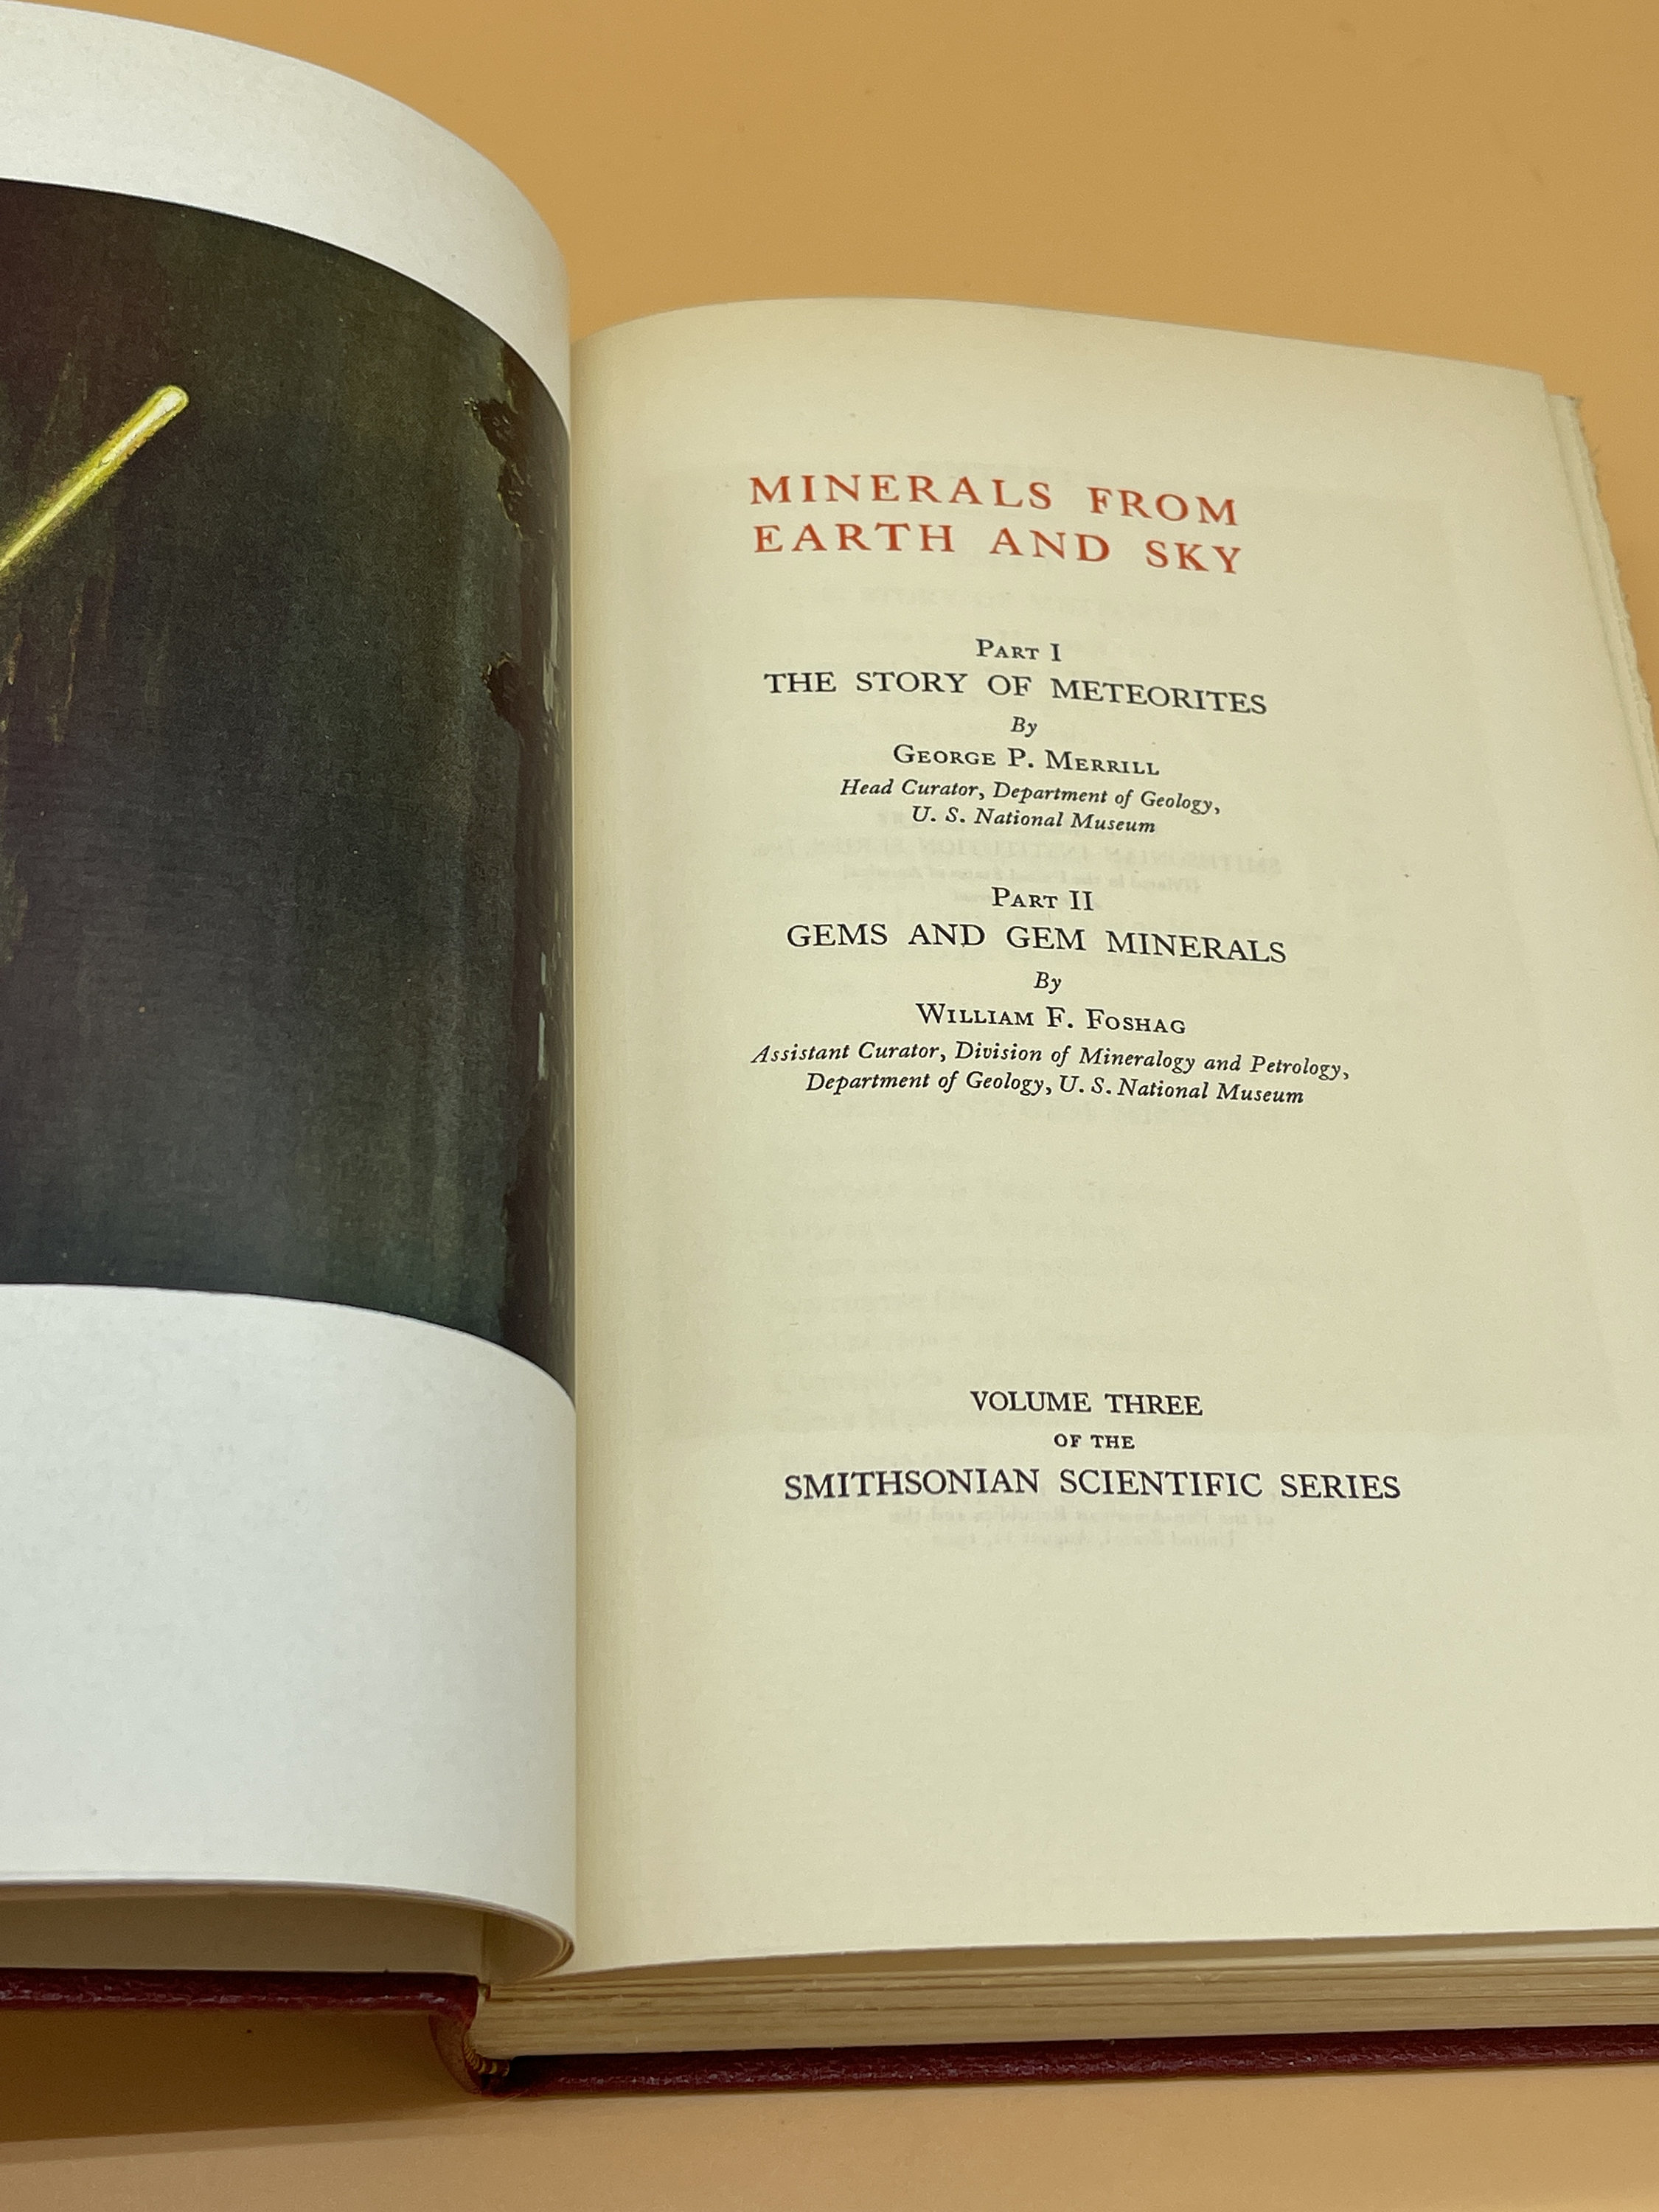 MINERALS FROM
EARTH AND SKY
PART I
THE STORY OF METEORITES
By
GEORGE P. MERRILL
Head Curator, Department of Geology,
U. S. National Museum
PART II
GEMS AND GEM MINERALS
By
WILLIAM F. FOSHAG
Assistant Curator, Division of Mineralogy and Petrology,
Department of Geology, U. S. National Museum
VOLUME THREE
OF THE
SMITHSONIAN SCIENTIFIC SERIES